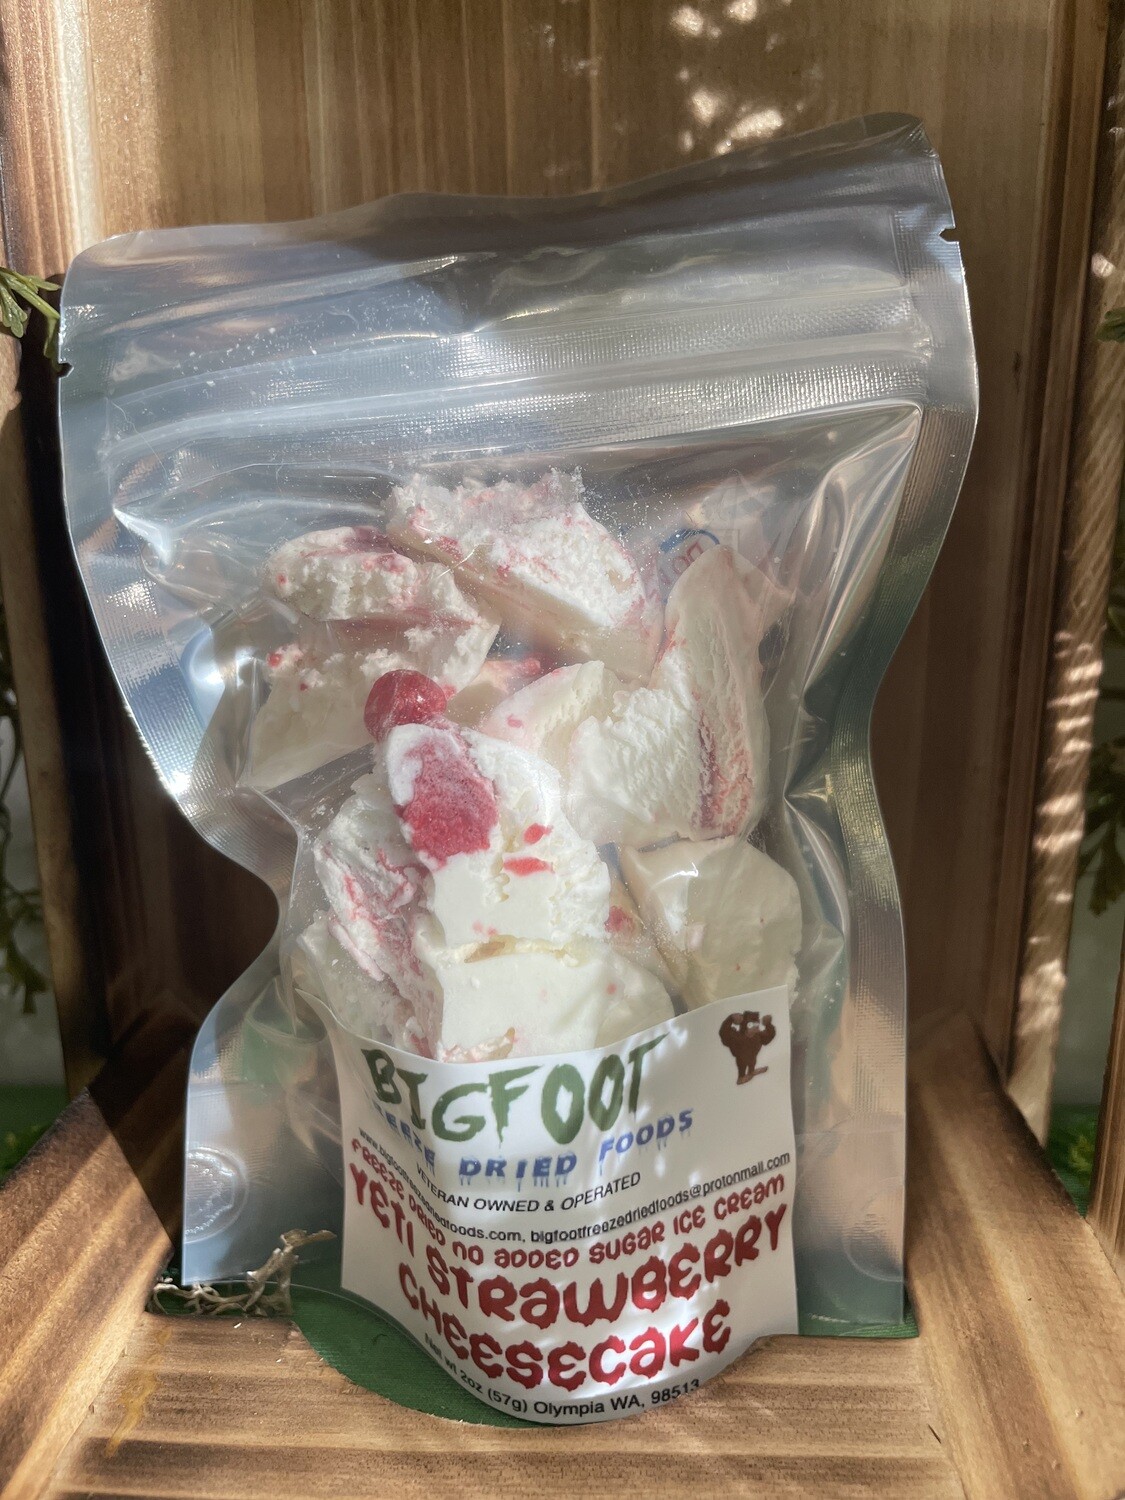 BIGFOOT
FREEZE DRIED FOODS
VETERAN OWNED & OPERATED
www.bigfootfreezedriedfoods.com, bigfootfreezedriedfoods@protonmail.com
FREEZE DRIED NO ADDED SUGAR ICE CREAM
YETI STRAWBERRY
CHEESECAKE
Net wt 2oz (57g) Olympia WA, 98513